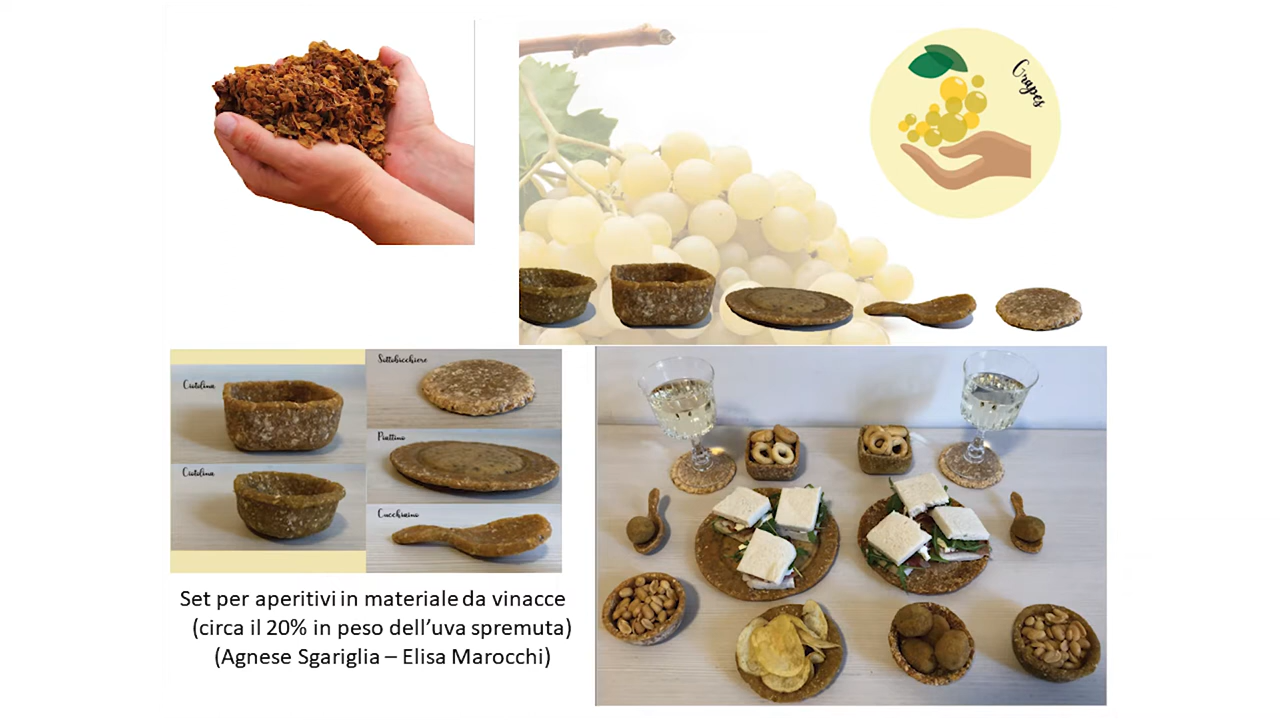 Grapes
Ciotolina
Sottobicchiere
Piattino
Ciotolina
Cucchiaino
Set per aperitivi in materiale da vinacce
(circa il 20% in peso dell’uva spremuta)
(Agnese Sgariglia – Elisa Marocchi)